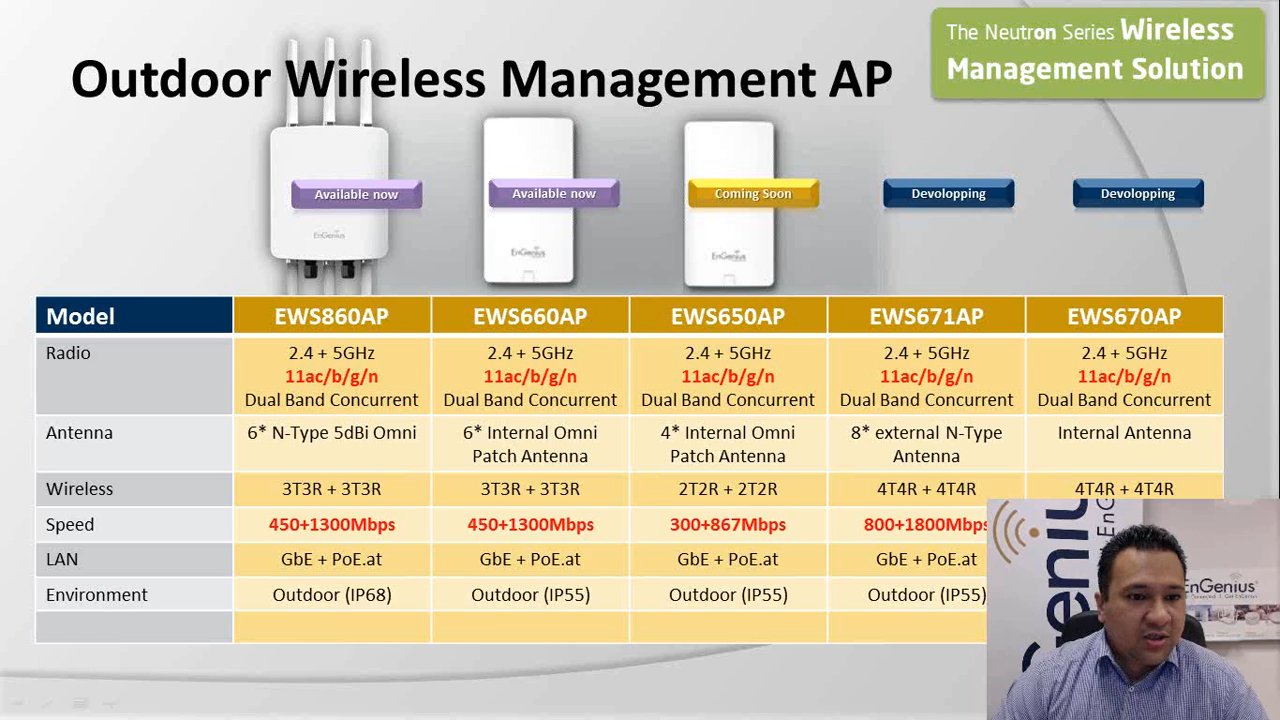 The Neutron Series Wireless
Management Solution
Outdoor Wireless Management AP
Available now
Available now
Coming Soon
Devolopping
Devolopping
EnGenius
EnGenius
EnGenius
Model EWS860AP EWS660AP EWS650AP EWS671AP EWS670AP
Radio 2.4 + 5GHz 2.4 + 5GHz 2.4 + 5GHz 2.4 + 5GHz 2.4 + 5GHz
11ac/b/g/n 11ac/b/g/n 11ac/b/g/n 11ac/b/g/n 11ac/b/g/n
Dual Band Concurrent Dual Band Concurrent Dual Band Concurrent Dual Band Concurrent Dual Band Concurrent
Antenna 6* N-Type 5dBi Omni 6* Internal Omni 4* Internal Omni 8* external N-Type Internal Antenna
Patch Antenna Patch Antenna Antenna
Wireless 3T3R + 3T3R 3T3R + 3T3R 2T2R + 2T2R 4T4R + 4T4R 4T4R + 4T4R
Speed 450+1300Mbps 450+1300Mbps 300+867Mbps 800+1800Mbps
LAN GbE + PoE.at GbE + PoE.at GbE + PoE.at GbE + PoE.at
Environment Outdoor (IP68) Outdoor (IP55) Outdoor (IP55) Outdoor (IP55)
EnGenius